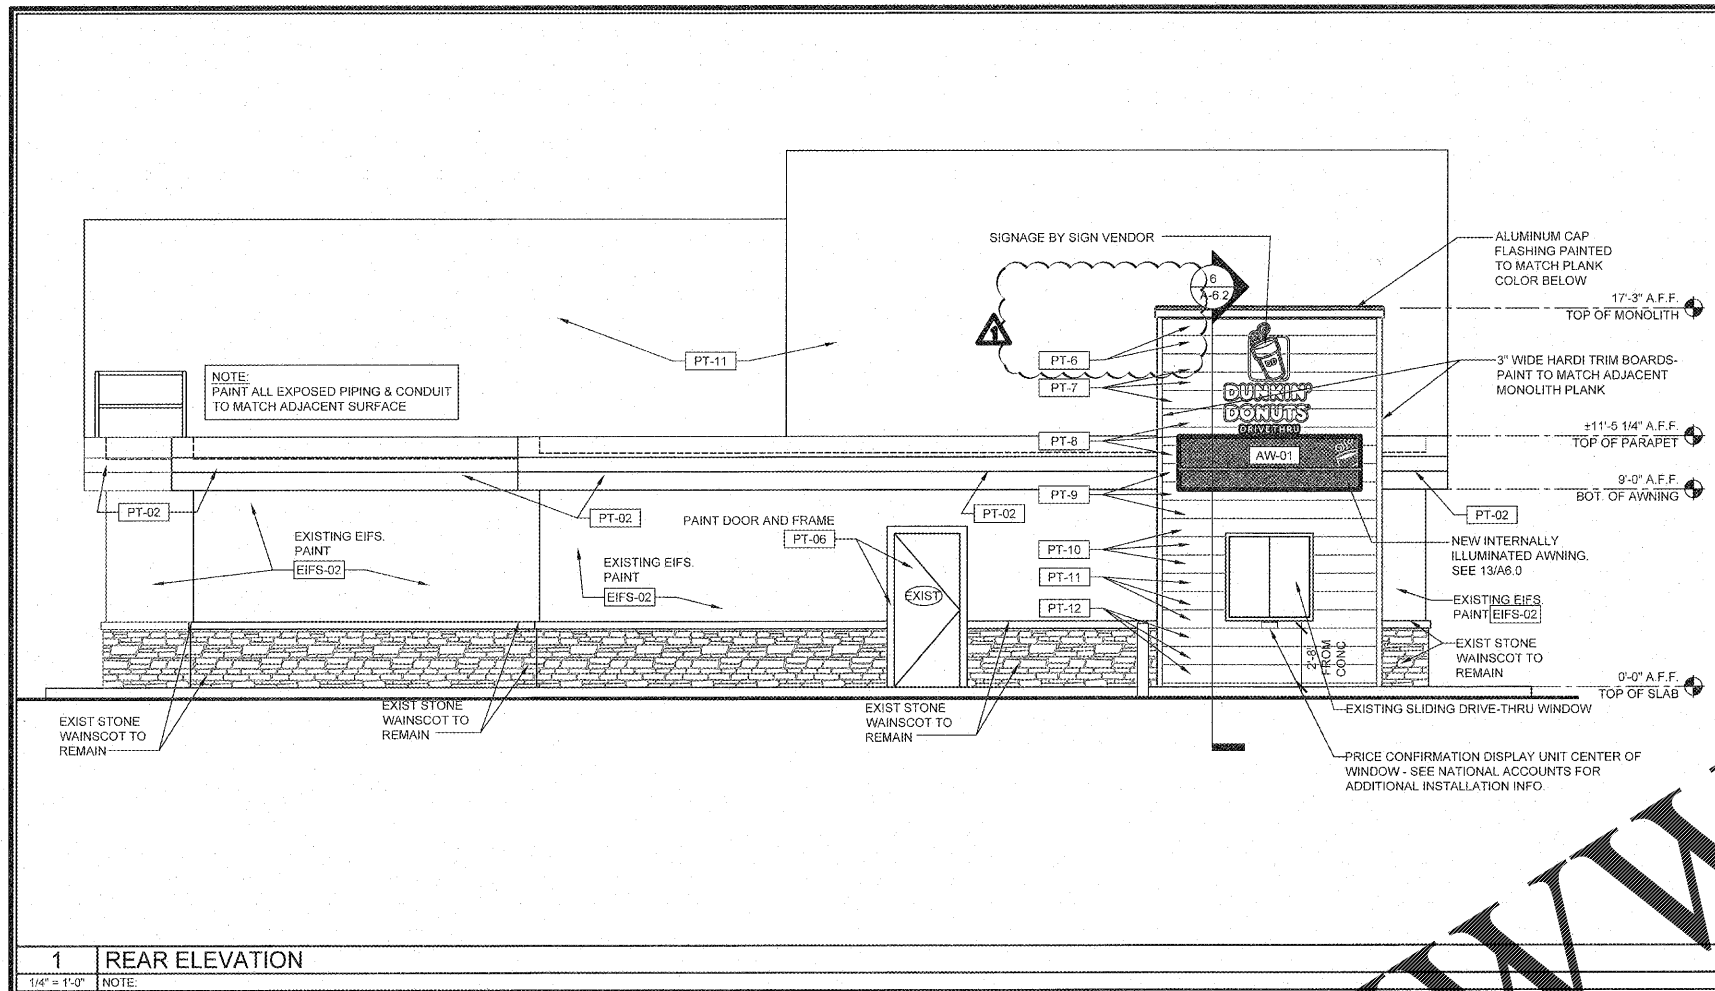 SIGNAGE BY SIGN VENDOR
6
A-6.2
1
ALUMINUM CAP
FLASHING PAINTED
TO MATCH PLANK
COLOR BELOW
17'-3" A.F.F.
TOP OF MONOLITH
PT-11
NOTE:
PAINT ALL EXPOSED PIPING & CONDUIT
TO MATCH ADJACENT SURFACE
PT-6
PT-7
PT-8
PT-9
PT-10
PT-11
PT-12
DUNKIN'
DONUTS
DRIVE THRU
AW-01
3" WIDE HARDI TRIM BOARDS-
PAINT TO MATCH ADJACENT
MONOLITH PLANK
±11'-5 1/4" A.F.F.
TOP OF PARAPET
9'-0" A.F.F.
BOT. OF AWNING
PT-02
PT-02
PT-02
PT-02
EXISTING EIFS.
PAINT
EIFS-02
EXISTING EIFS.
PAINT
EIFS-02
PAINT DOOR AND FRAME
PT-06
EXIST
NEW INTERNALLY
ILLUMINATED AWNING.
SEE 13/A6.0
EXISTING EIFS.
PAINT EIFS-02
EXIST STONE
WAINSCOT TO
REMAIN
2'-8"
FROM
CONC
0'-0" A.F.F.
TOP OF SLAB
EXIST STONE
WAINSCOT TO
REMAIN
EXIST STONE
WAINSCOT TO
REMAIN
EXIST STONE
WAINSCOT TO
REMAIN
EXISTING SLIDING DRIVE-THRU WINDOW
PRICE CONFIRMATION DISPLAY UNIT CENTER OF
WINDOW - SEE NATIONAL ACCOUNTS FOR
ADDITIONAL INSTALLATION INFO.
1 REAR ELEVATION
1/4" = 1'-0" NOTE:
WWW